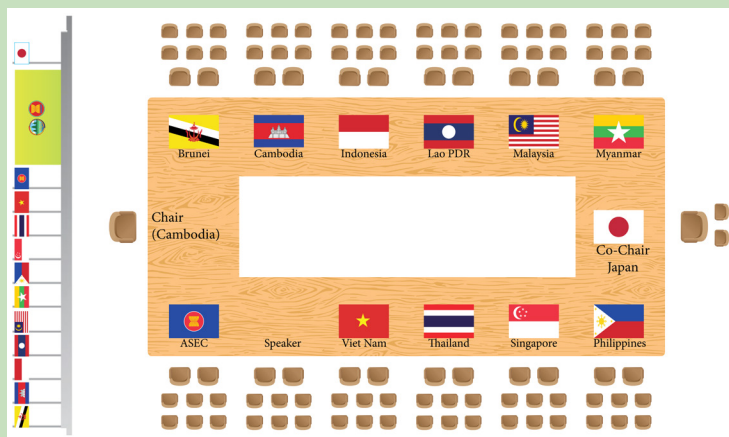 Brunei
Cambodia
Indonesia
Lao PDR
Malaysia
Myanmar
Chair
(Cambodia)
Co-Chair
Japan
ASEC
Speaker
Viet Nam
Thailand
Singapore
Philippines